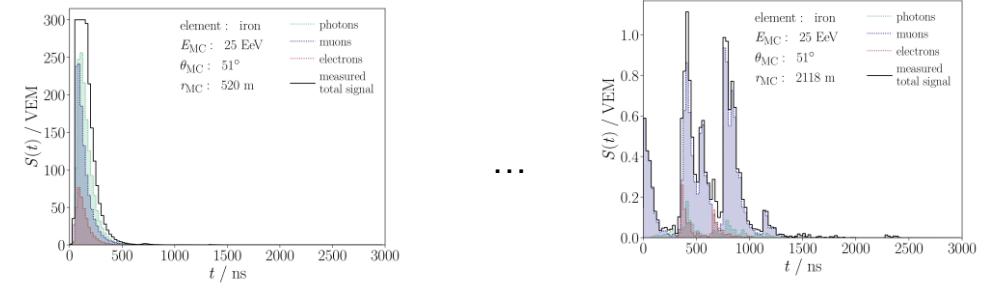 element : iron
E_MC : 25 EeV
θ_MC : 51°
r_MC : 520 m
photons
muons
electrons
measured
total signal
S(t) / VEM
300
250
200
150
100
50
0
0 500 1000 1500 2000 2500 3000
t / ns
...
element : iron
E_MC : 25 EeV
θ_MC : 51°
r_MC : 2118 m
photons
muons
electrons
measured
total signal
S(t) / VEM
1.0
0.8
0.6
0.4
0.2
0.0
0 500 1000 1500 2000 2500 3000
t / ns